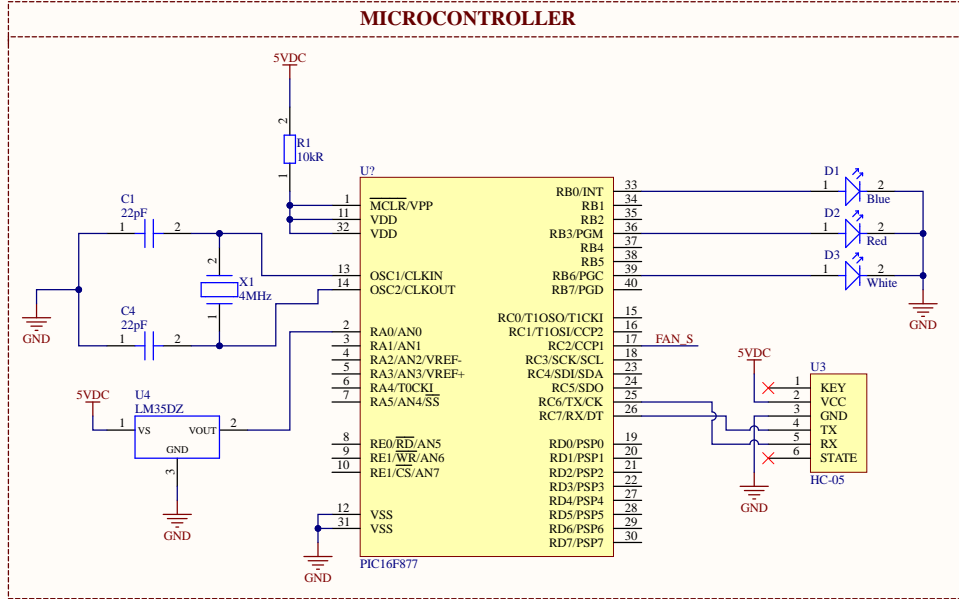 MICROCONTROLLER
5VDC
2
R1
10kR
1
U?
1 MCLR/VPP
11 VDD
32 VDD
13 OSC1/CLKIN
14 OSC2/CLKOUT
2 RA0/AN0
3 RA1/AN1
4 RA2/AN2/VREF-
5 RA3/AN3/VREF+
6 RA4/T0CKI
7 RA5/AN4/SS
8 RE0/RD/AN5
9 RE1/WR/AN6
10 RE1/CS/AN7
12 VSS
31 VSS
GND
PIC16F877
RB0/INT 33
RB1 34
RB2 35
RB3/PGM 36
RB4 37
RB5 38
RB6/PGC 39
RB7/PGD 40
RC0/T1OSO/T1CKI 15
RC1/T1OSI/CCP2 16
RC2/CCP1 17
RC3/SCK/SCL 18
RC4/SDI/SDA 23
RC5/SDO 24
RC6/TX/CK 25
RC7/RX/DT 26
RD0/PSP0 19
RD1/PSP1 20
RD2/PSP2 21
RD3/PSP3 22
RD4/PSP4 27
RD5/PSP5 28
RD6/PSP6 29
RD7/PSP7 30
C1
22pF
1 2
2
X1
4MHz
1
C4
22pF
1 2
GND
5VDC
U4
LM35DZ
1 VS VOUT 2
GND
3
GND
D1
1 2
Blue
D2
1 2
Red
D3
1 2
White
GND
FAN_S
5VDC
U3
1 KEY
2 VCC
3 GND
4 TX
5 RX
6 STATE
HC-05
GND